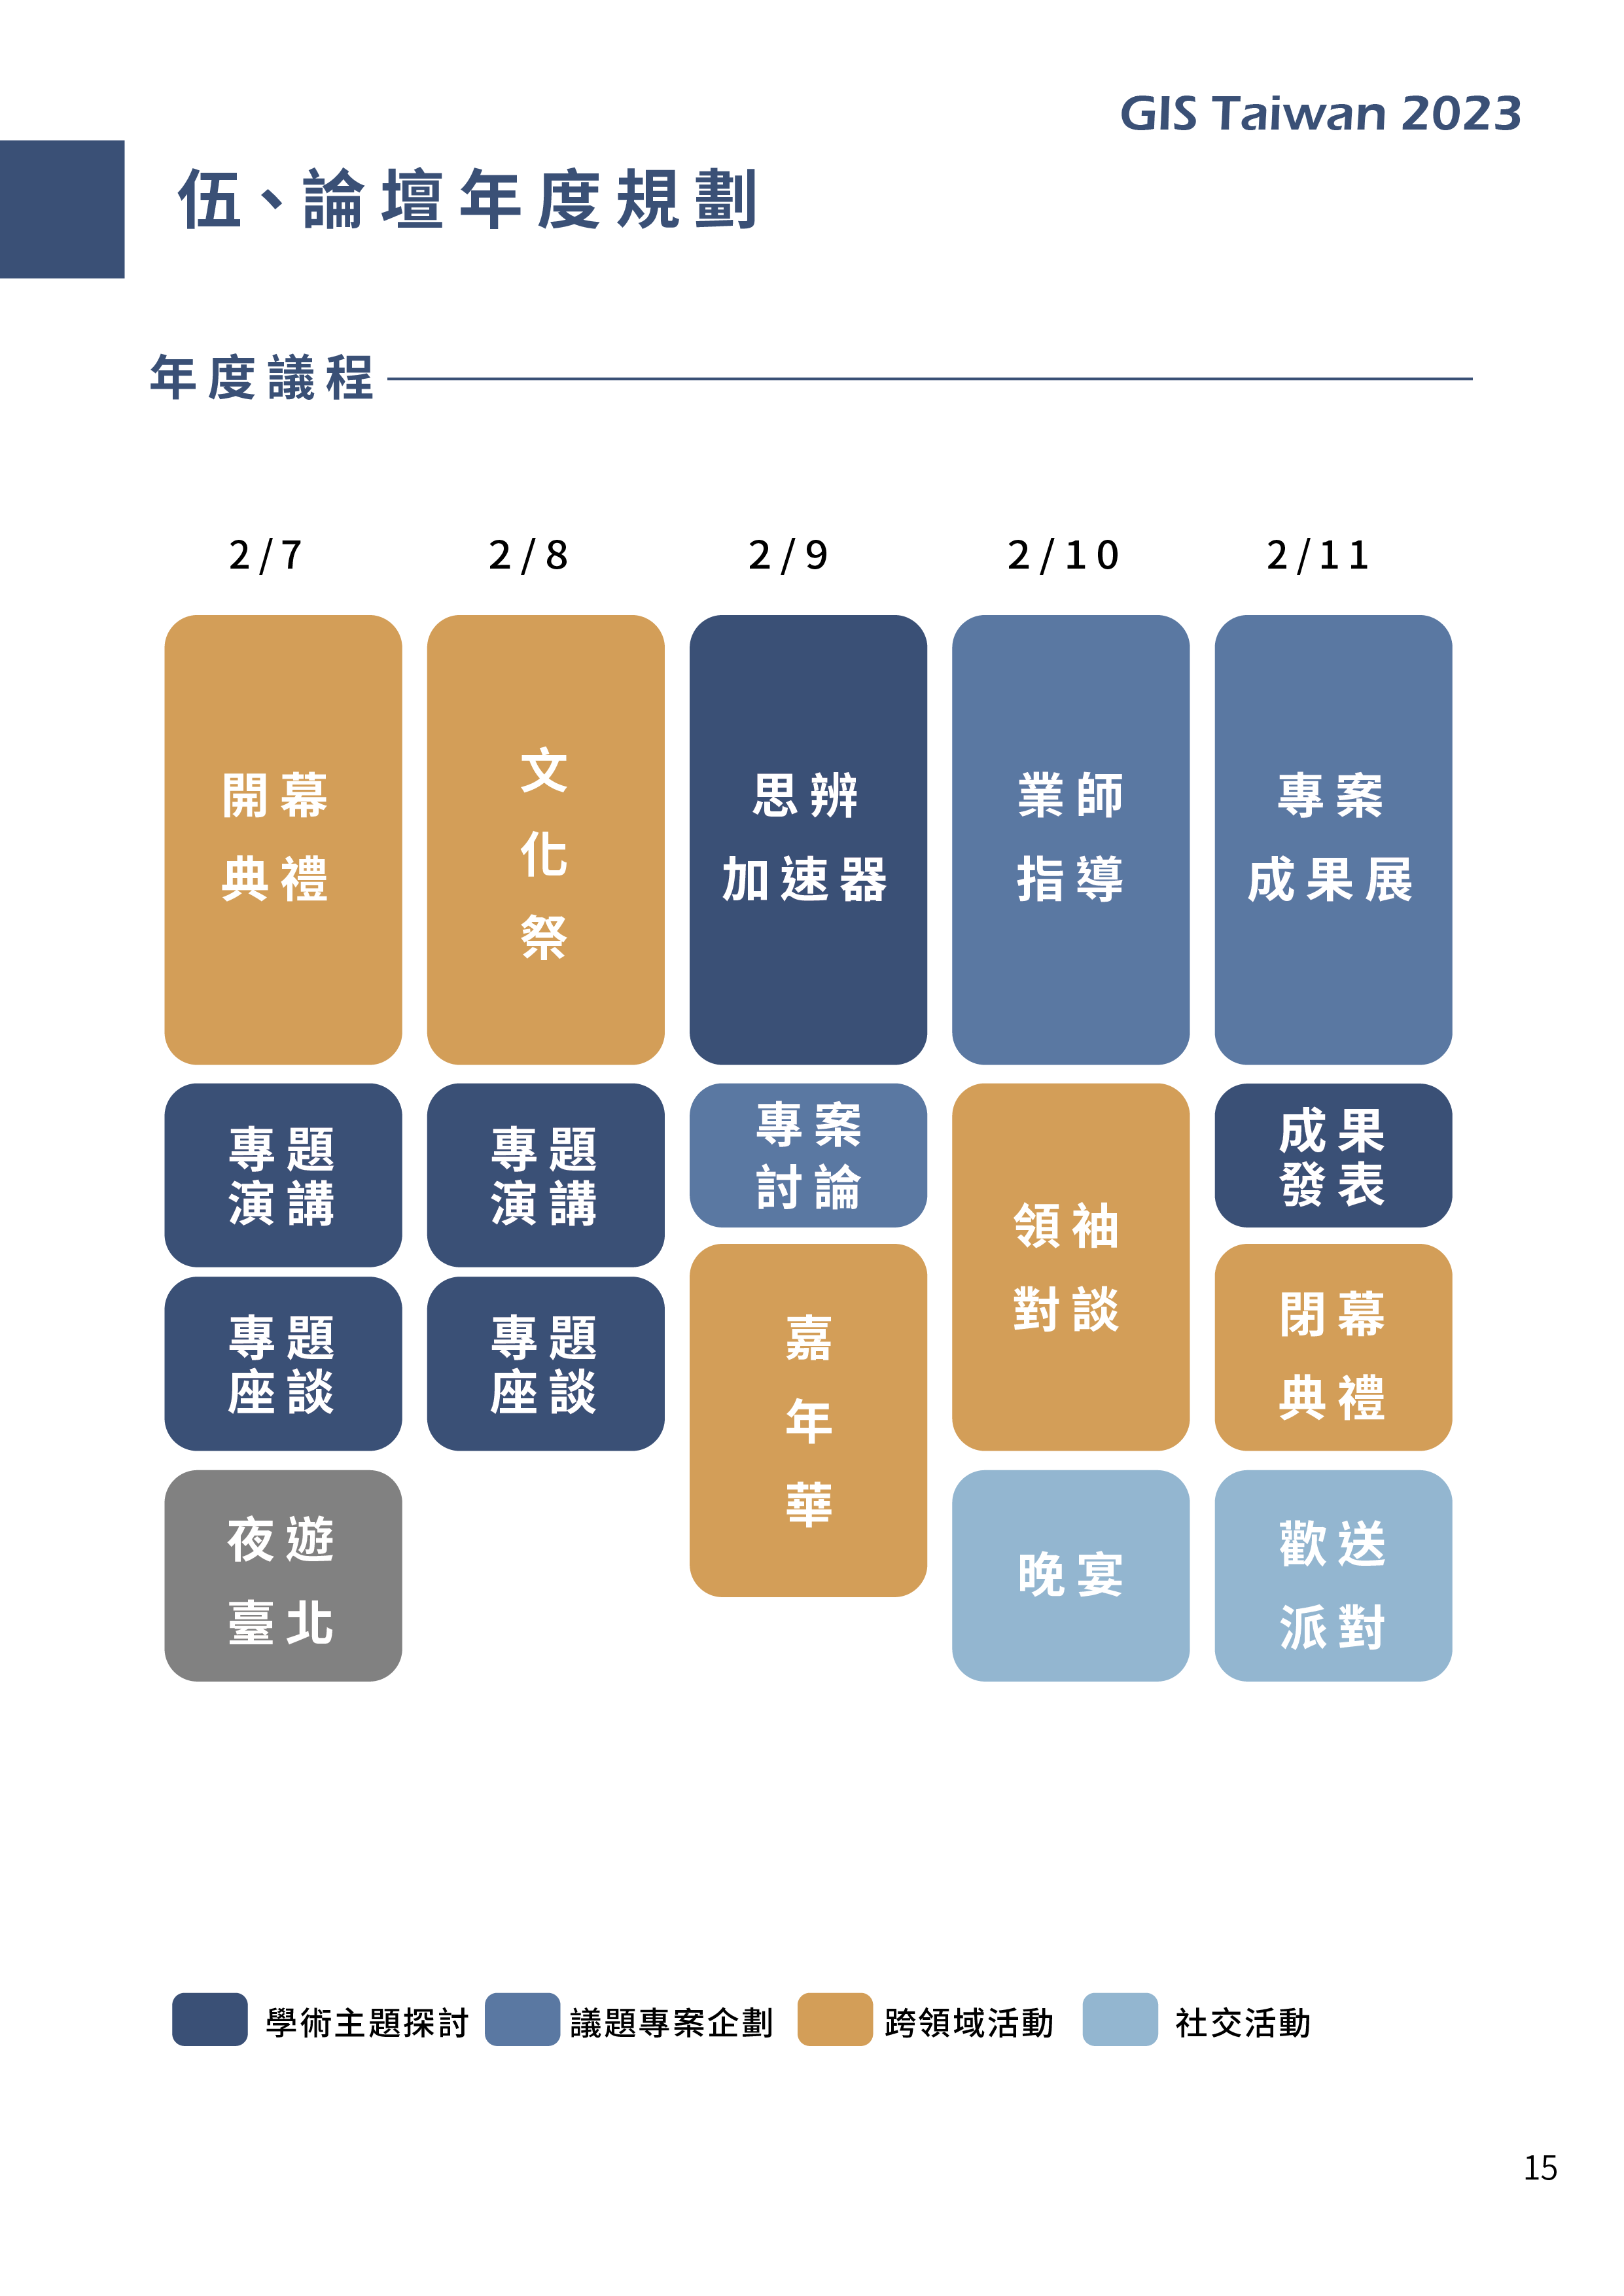 GIS Taiwan 2023
伍、論壇年度規劃
年度議程
2/7
2/8
2/9
2/10
2/11
開幕
典禮
文
化
祭
思辨
加速器
業師
指導
專案
成果展
專題
演講
專題
演講
專案
討論
領袖
對談
成果
發表
專題
座談
專題
座談
嘉
年
華
閉幕
典禮
夜遊
臺北
晚宴
歡送
派對
學術主題探討
議題專案企劃
跨領域活動
社交活動
15